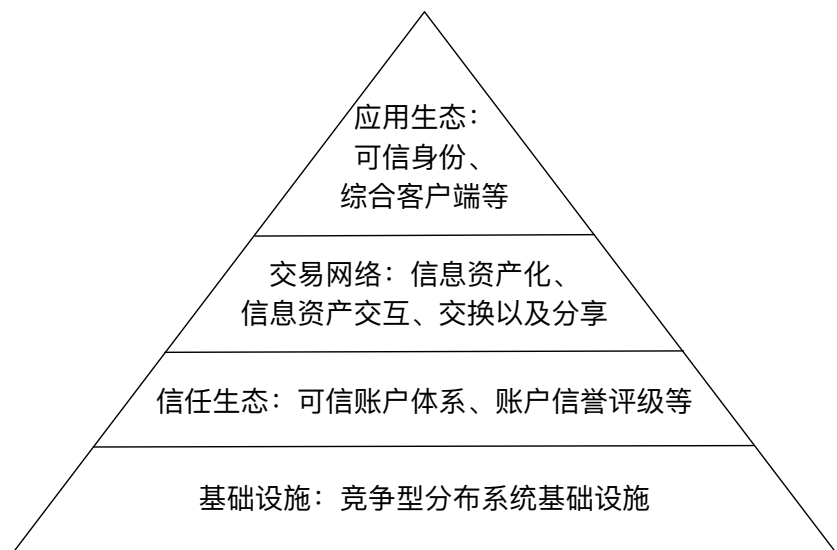 应用生态：
可信身份、
综合客户端等
交易网络：信息资产化、
信息资产交互、交换以及分享
信任生态：可信账户体系、账户信誉评级等
基础设施：竞争型分布系统基础设施